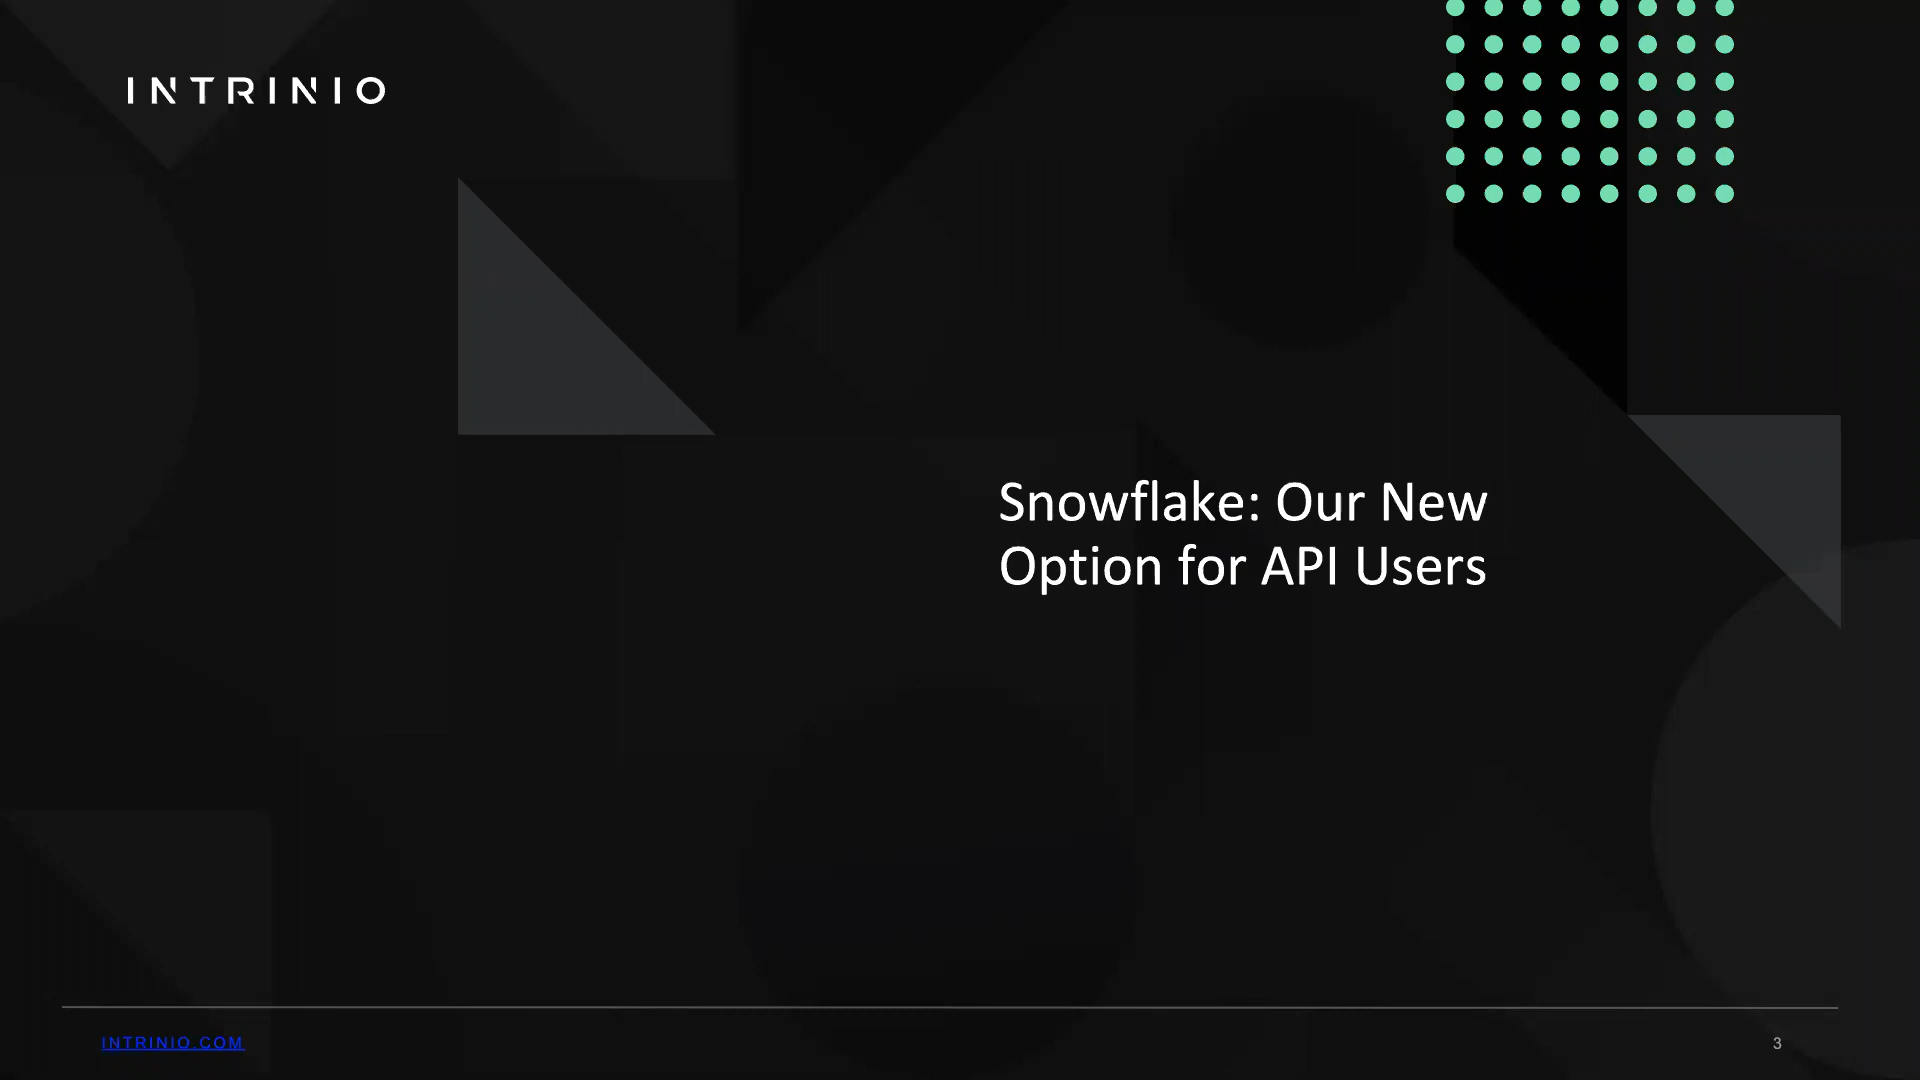 INTRINIO
Snowflake: Our New
Option for API Users
INTRINIO.COM
3